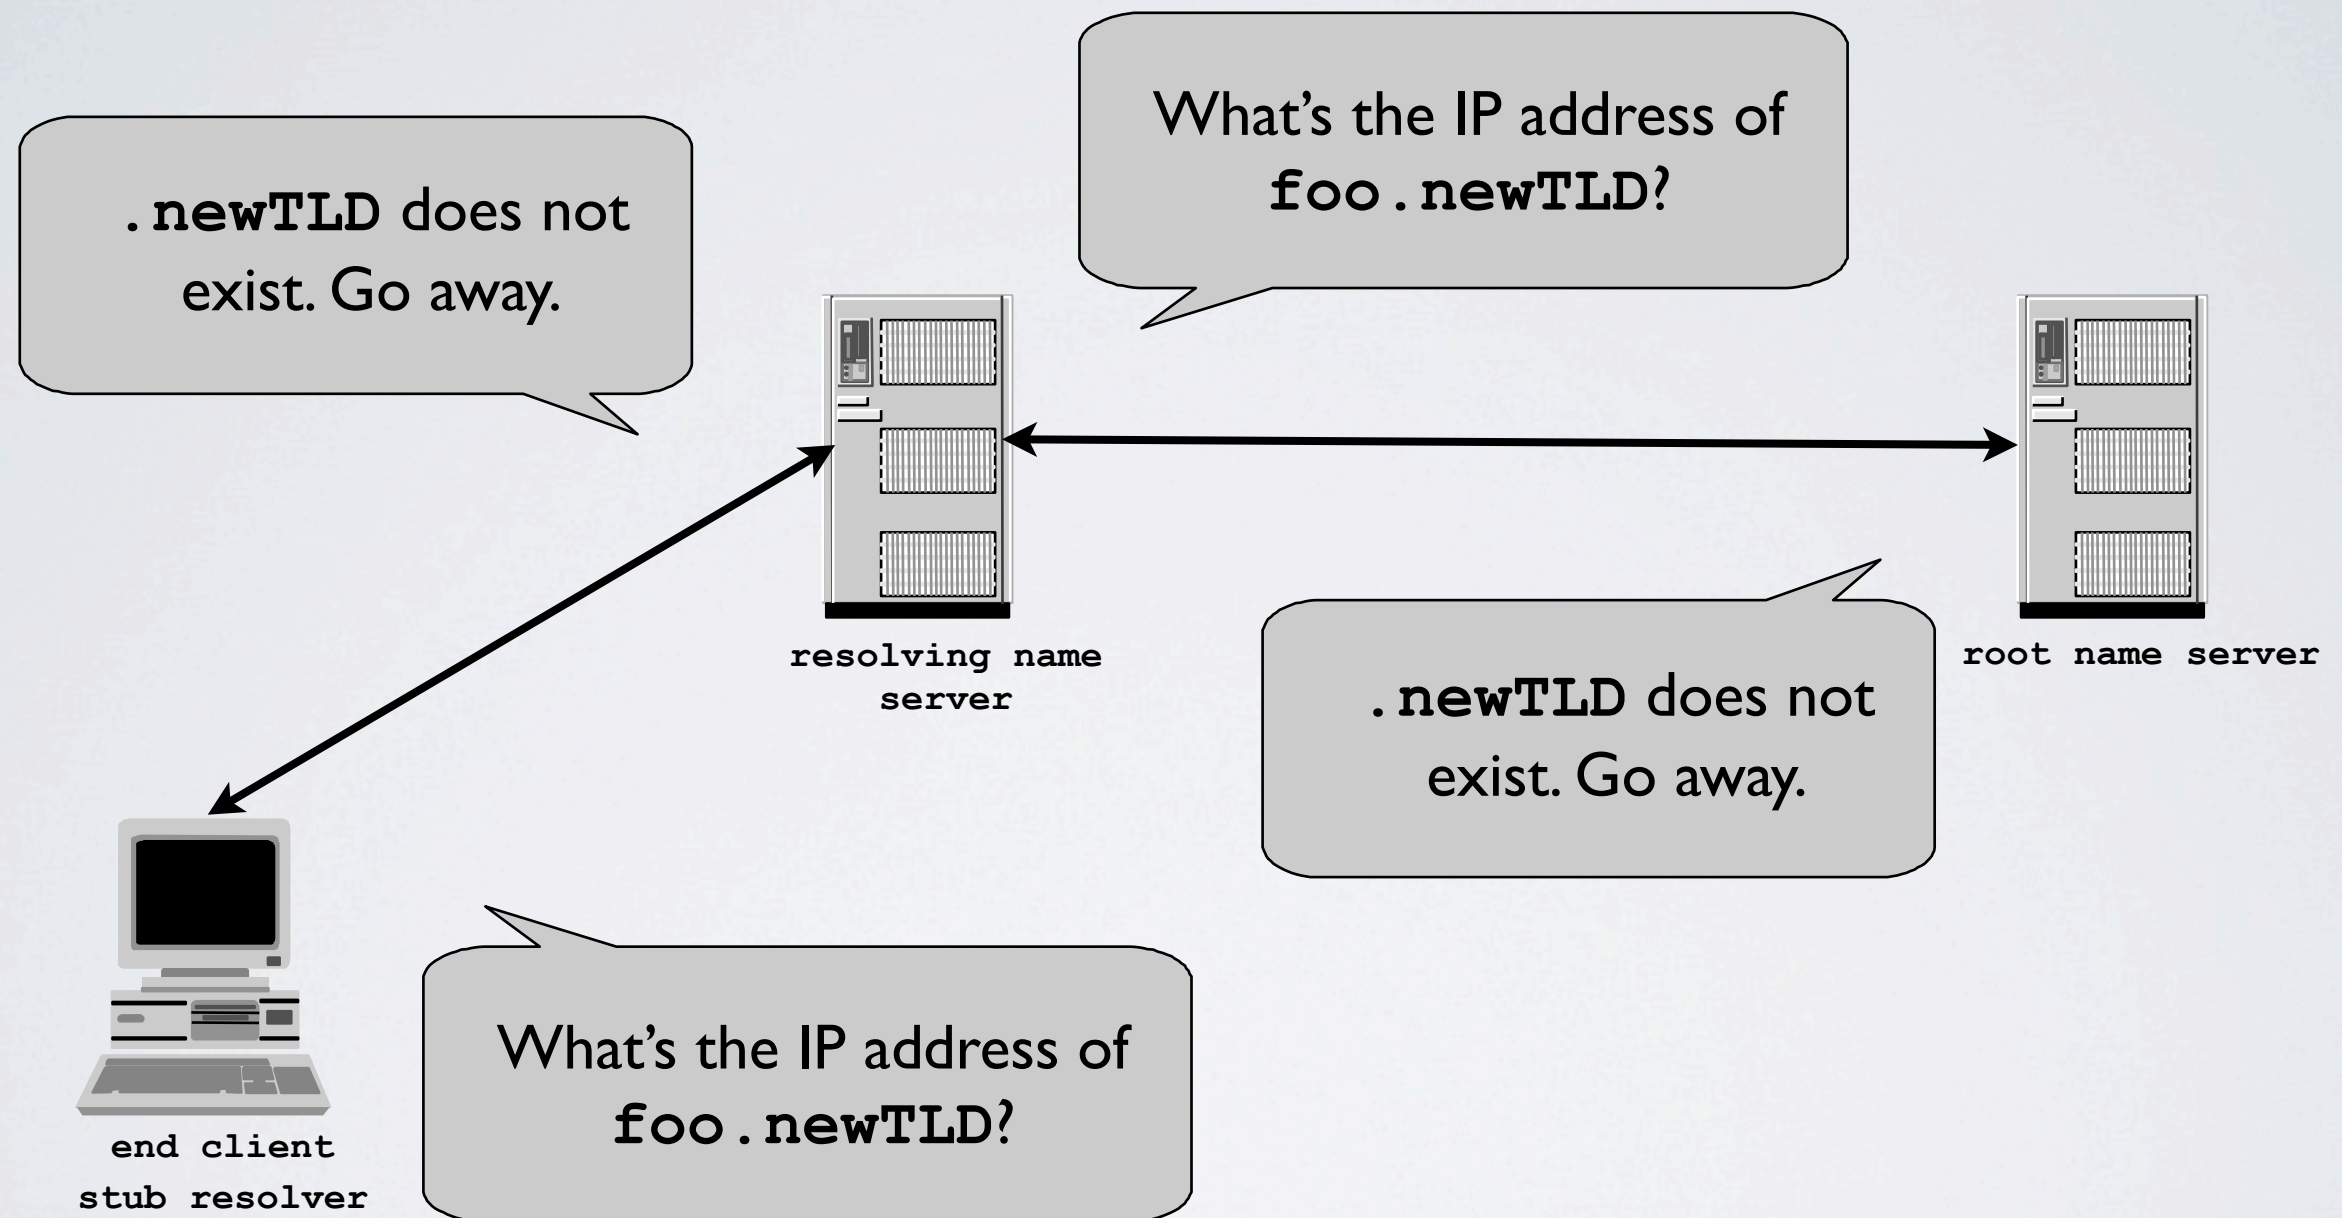 What’s the IP address of
foo.newTLD?
.newTLD does not
exist. Go away.
resolving name
server
root name server
.newTLD does not
exist. Go away.
What’s the IP address of
foo.newTLD?
end client
stub resolver